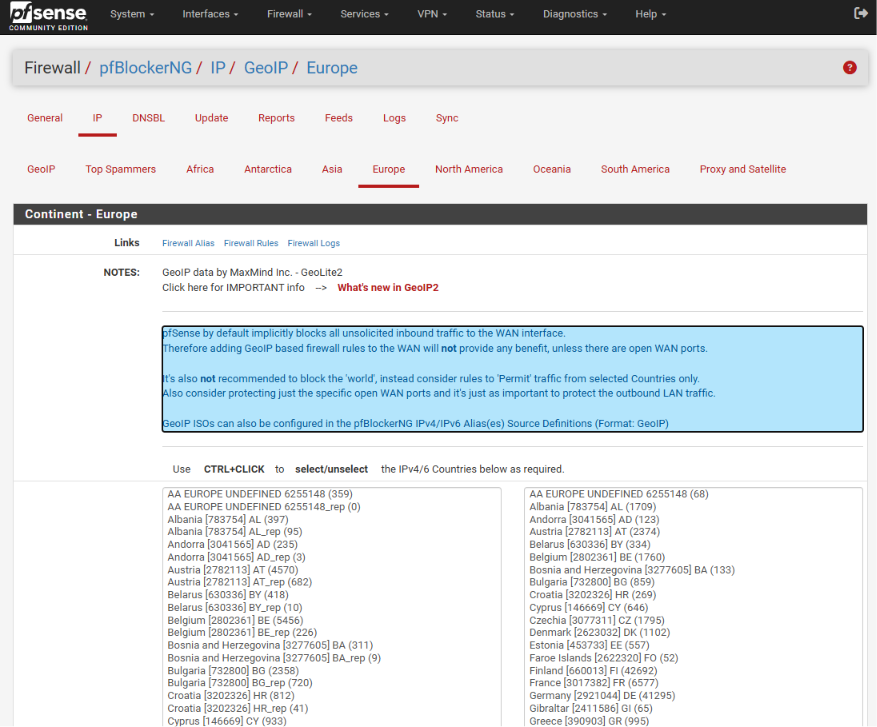 pfsense
COMMUNITY EDITION
System Interfaces Firewall Services VPN Status Diagnostics Help
Firewall / pfBlockerNG / IP / GeoIP / Europe ?
General IP DNSBL Update Reports Feeds Logs Sync
GeoIP Top Spammers Africa Antarctica Asia Europe North America Oceania South America Proxy and Satellite
Continent - Europe
Links Firewall Alias Firewall Rules Firewall Logs
NOTES: GeoIP data by MaxMind Inc. - GeoLite2
Click here for IMPORTANT info --> What's new in GeoIP2
pfSense by default implicitly blocks all unsolicited inbound traffic to the WAN interface.
Therefore adding GeoIP based firewall rules to the WAN will not provide any benefit, unless there are open WAN ports.
It's also not recommended to block the 'world', instead consider rules to 'Permit' traffic from selected Countries only.
Also consider protecting just the specific open WAN ports and it's just as important to protect the outbound LAN traffic.
GeoIP ISOs can also be configured in the pfBlockerNG IPv4/IPv6 Alias(es) Source Definitions (Format: GeoIP)
Use CTRL+CLICK to select/unselect the IPv4/6 Countries below as required.
AA EUROPE UNDEFINED 6255148 (359)
AA EUROPE UNDEFINED 6255148_rep (0)
Albania [783754] AL (397)
Albania [783754] AL_rep (95)
Andorra [3041565] AD (235)
Andorra [3041565] AD_rep (3)
Austria [2782113] AT (4570)
Austria [2782113] AT_rep (682)
Belarus [630336] BY (418)
Belarus [630336] BY_rep (10)
Belgium [2802361] BE (5456)
Belgium [2802361] BE_rep (226)
Bosnia and Herzegovina [3277605] BA (311)
Bosnia and Herzegovina [3277605] BA_rep (9)
Bulgaria [732800] BG (2358)
Bulgaria [732800] BG_rep (720)
Croatia [3202326] HR (812)
Croatia [3202326] HR_rep (41)
Cyprus [146669] CY (933)
AA EUROPE UNDEFINED 6255148 (68)
Albania [783754] AL (1709)
Andorra [3041565] AD (123)
Austria [2782113] AT (2374)
Belarus [630336] BY (334)
Belgium [2802361] BE (1760)
Bosnia and Herzegovina [3277605] BA (133)
Bulgaria [732800] BG (859)
Croatia [3202326] HR (269)
Cyprus [146669] CY (646)
Czechia [3077311] CZ (1795)
Denmark [2623032] DK (1102)
Estonia [453733] EE (557)
Faroe Islands [2622320] FO (52)
Finland [660013] FI (42692)
France [3017382] FR (6577)
Germany [2921044] DE (41295)
Gibraltar [2411586] GI (65)
Greece [390903] GR (995)